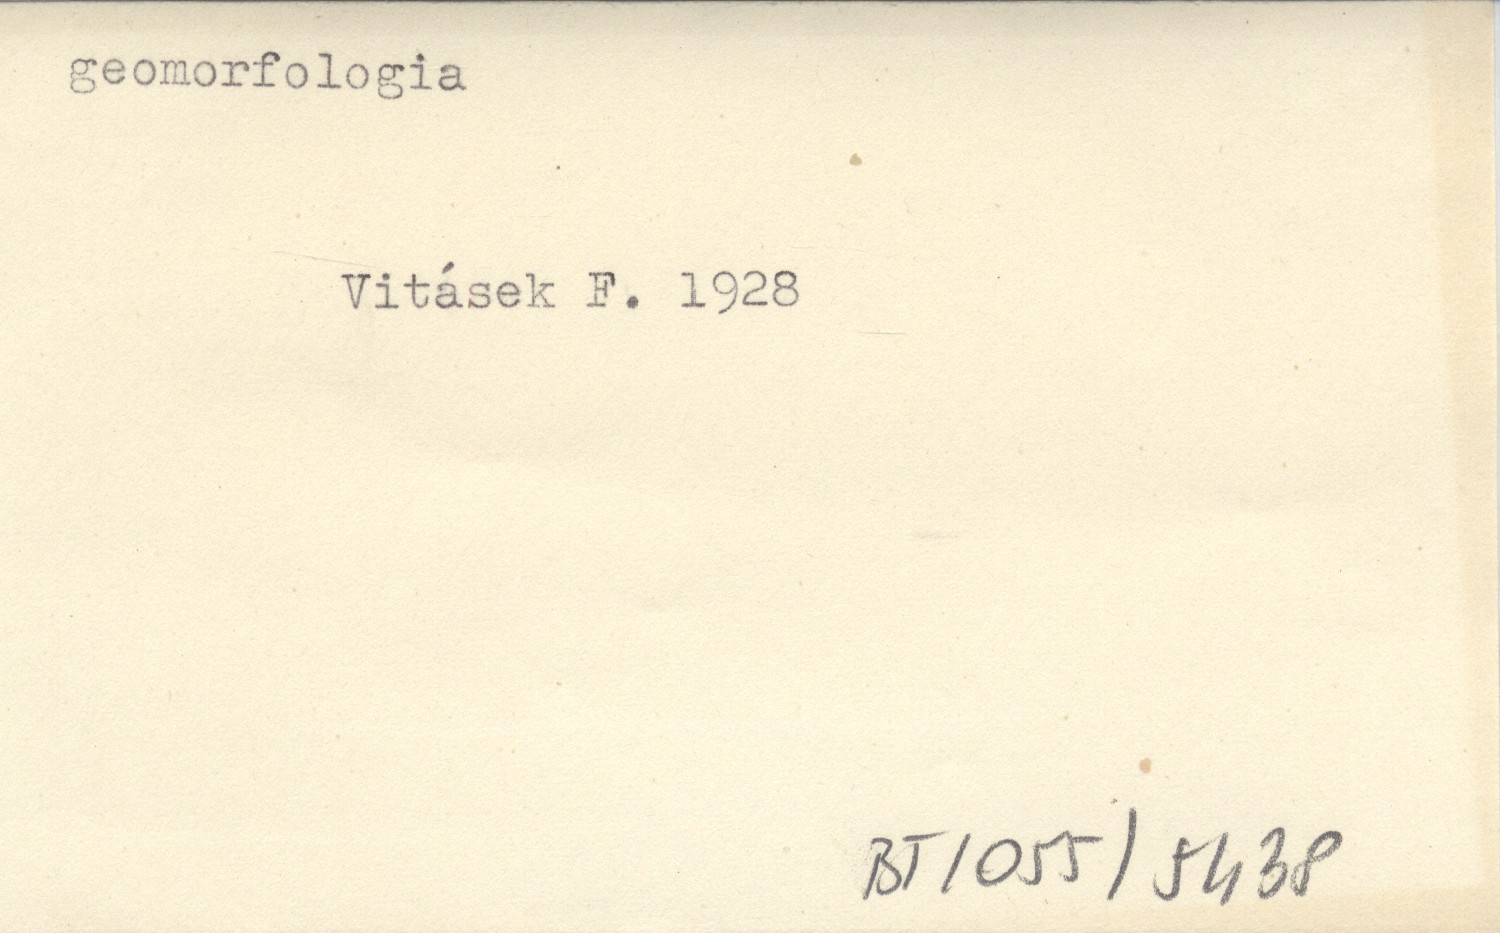 geomorfologia
Vitásek F. 1928
BT/055/5438